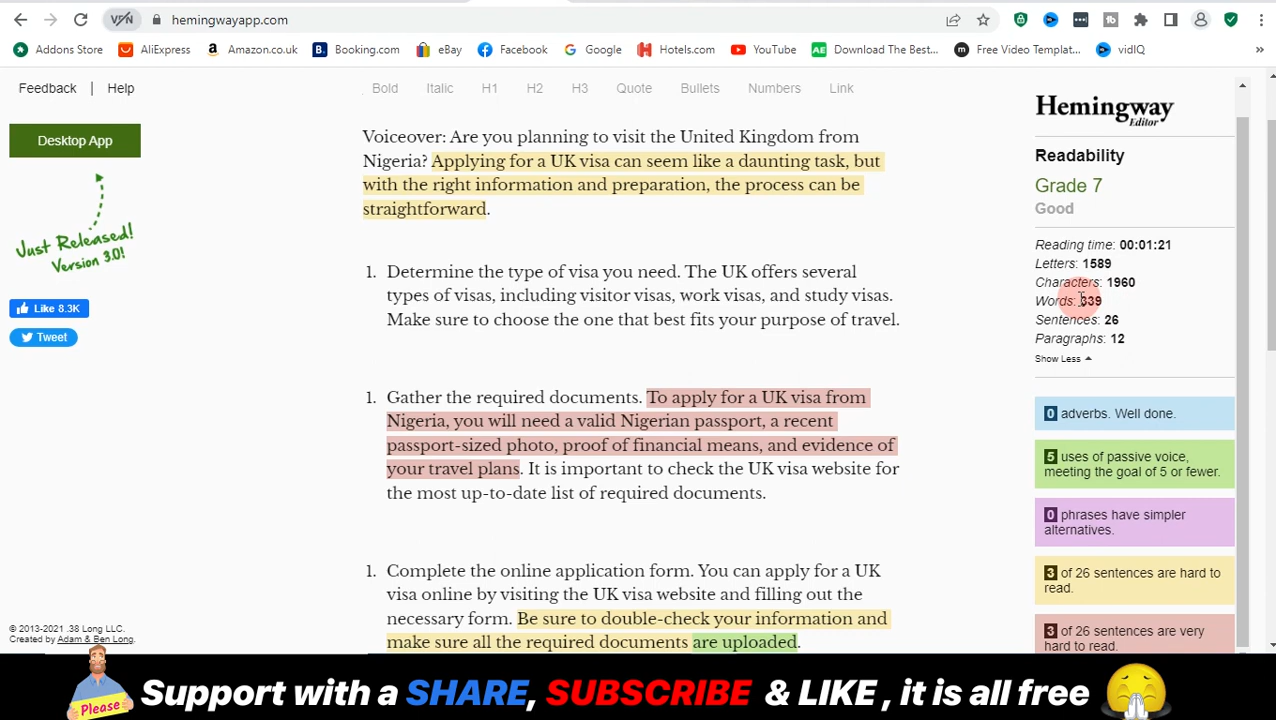 hemingwayapp.com
VPN
Addons Store
AliExpress
Amazon.co.uk
Booking.com
eBay
Facebook
Google
Hotels.com
YouTube
Download The Best...
Free Video Templat...
vidIQ
»
Feedback | Help
Bold Italic H1 H2 H3 Quote Bullets Numbers Link
Desktop App
Just Released!
Version 3.0!
Like 8.3K
Tweet
© 2013-2021 .38 Long LLC.
Created by Adam & Ben Long.
Voiceover: Are you planning to visit the United Kingdom from
Nigeria? Applying for a UK visa can seem like a daunting task, but
with the right information and preparation, the process can be
straightforward.
1. Determine the type of visa you need. The UK offers several
types of visas, including visitor visas, work visas, and study visas.
Make sure to choose the one that best fits your purpose of travel.
1. Gather the required documents. To apply for a UK visa from
Nigeria, you will need a valid Nigerian passport, a recent
passport-sized photo, proof of financial means, and evidence of
your travel plans. It is important to check the UK visa website for
the most up-to-date list of required documents.
1. Complete the online application form. You can apply for a UK
visa online by visiting the UK visa website and filling out the
necessary form. Be sure to double-check your information and
make sure all the required documents are uploaded.
Hemingway
Editor
Readability
Grade 7
Good
Reading time: 00:01:21
Letters: 1589
Characters: 1960
Words: 339
Sentences: 26
Paragraphs: 12
Show Less
0 adverbs. Well done.
5 uses of passive voice,
meeting the goal of 5 or fewer.
0 phrases have simpler
alternatives.
3 of 26 sentences are hard to
read.
3 of 26 sentences are very
hard to read.
Please
Support with a SHARE, SUBSCRIBE & LIKE , it is all free